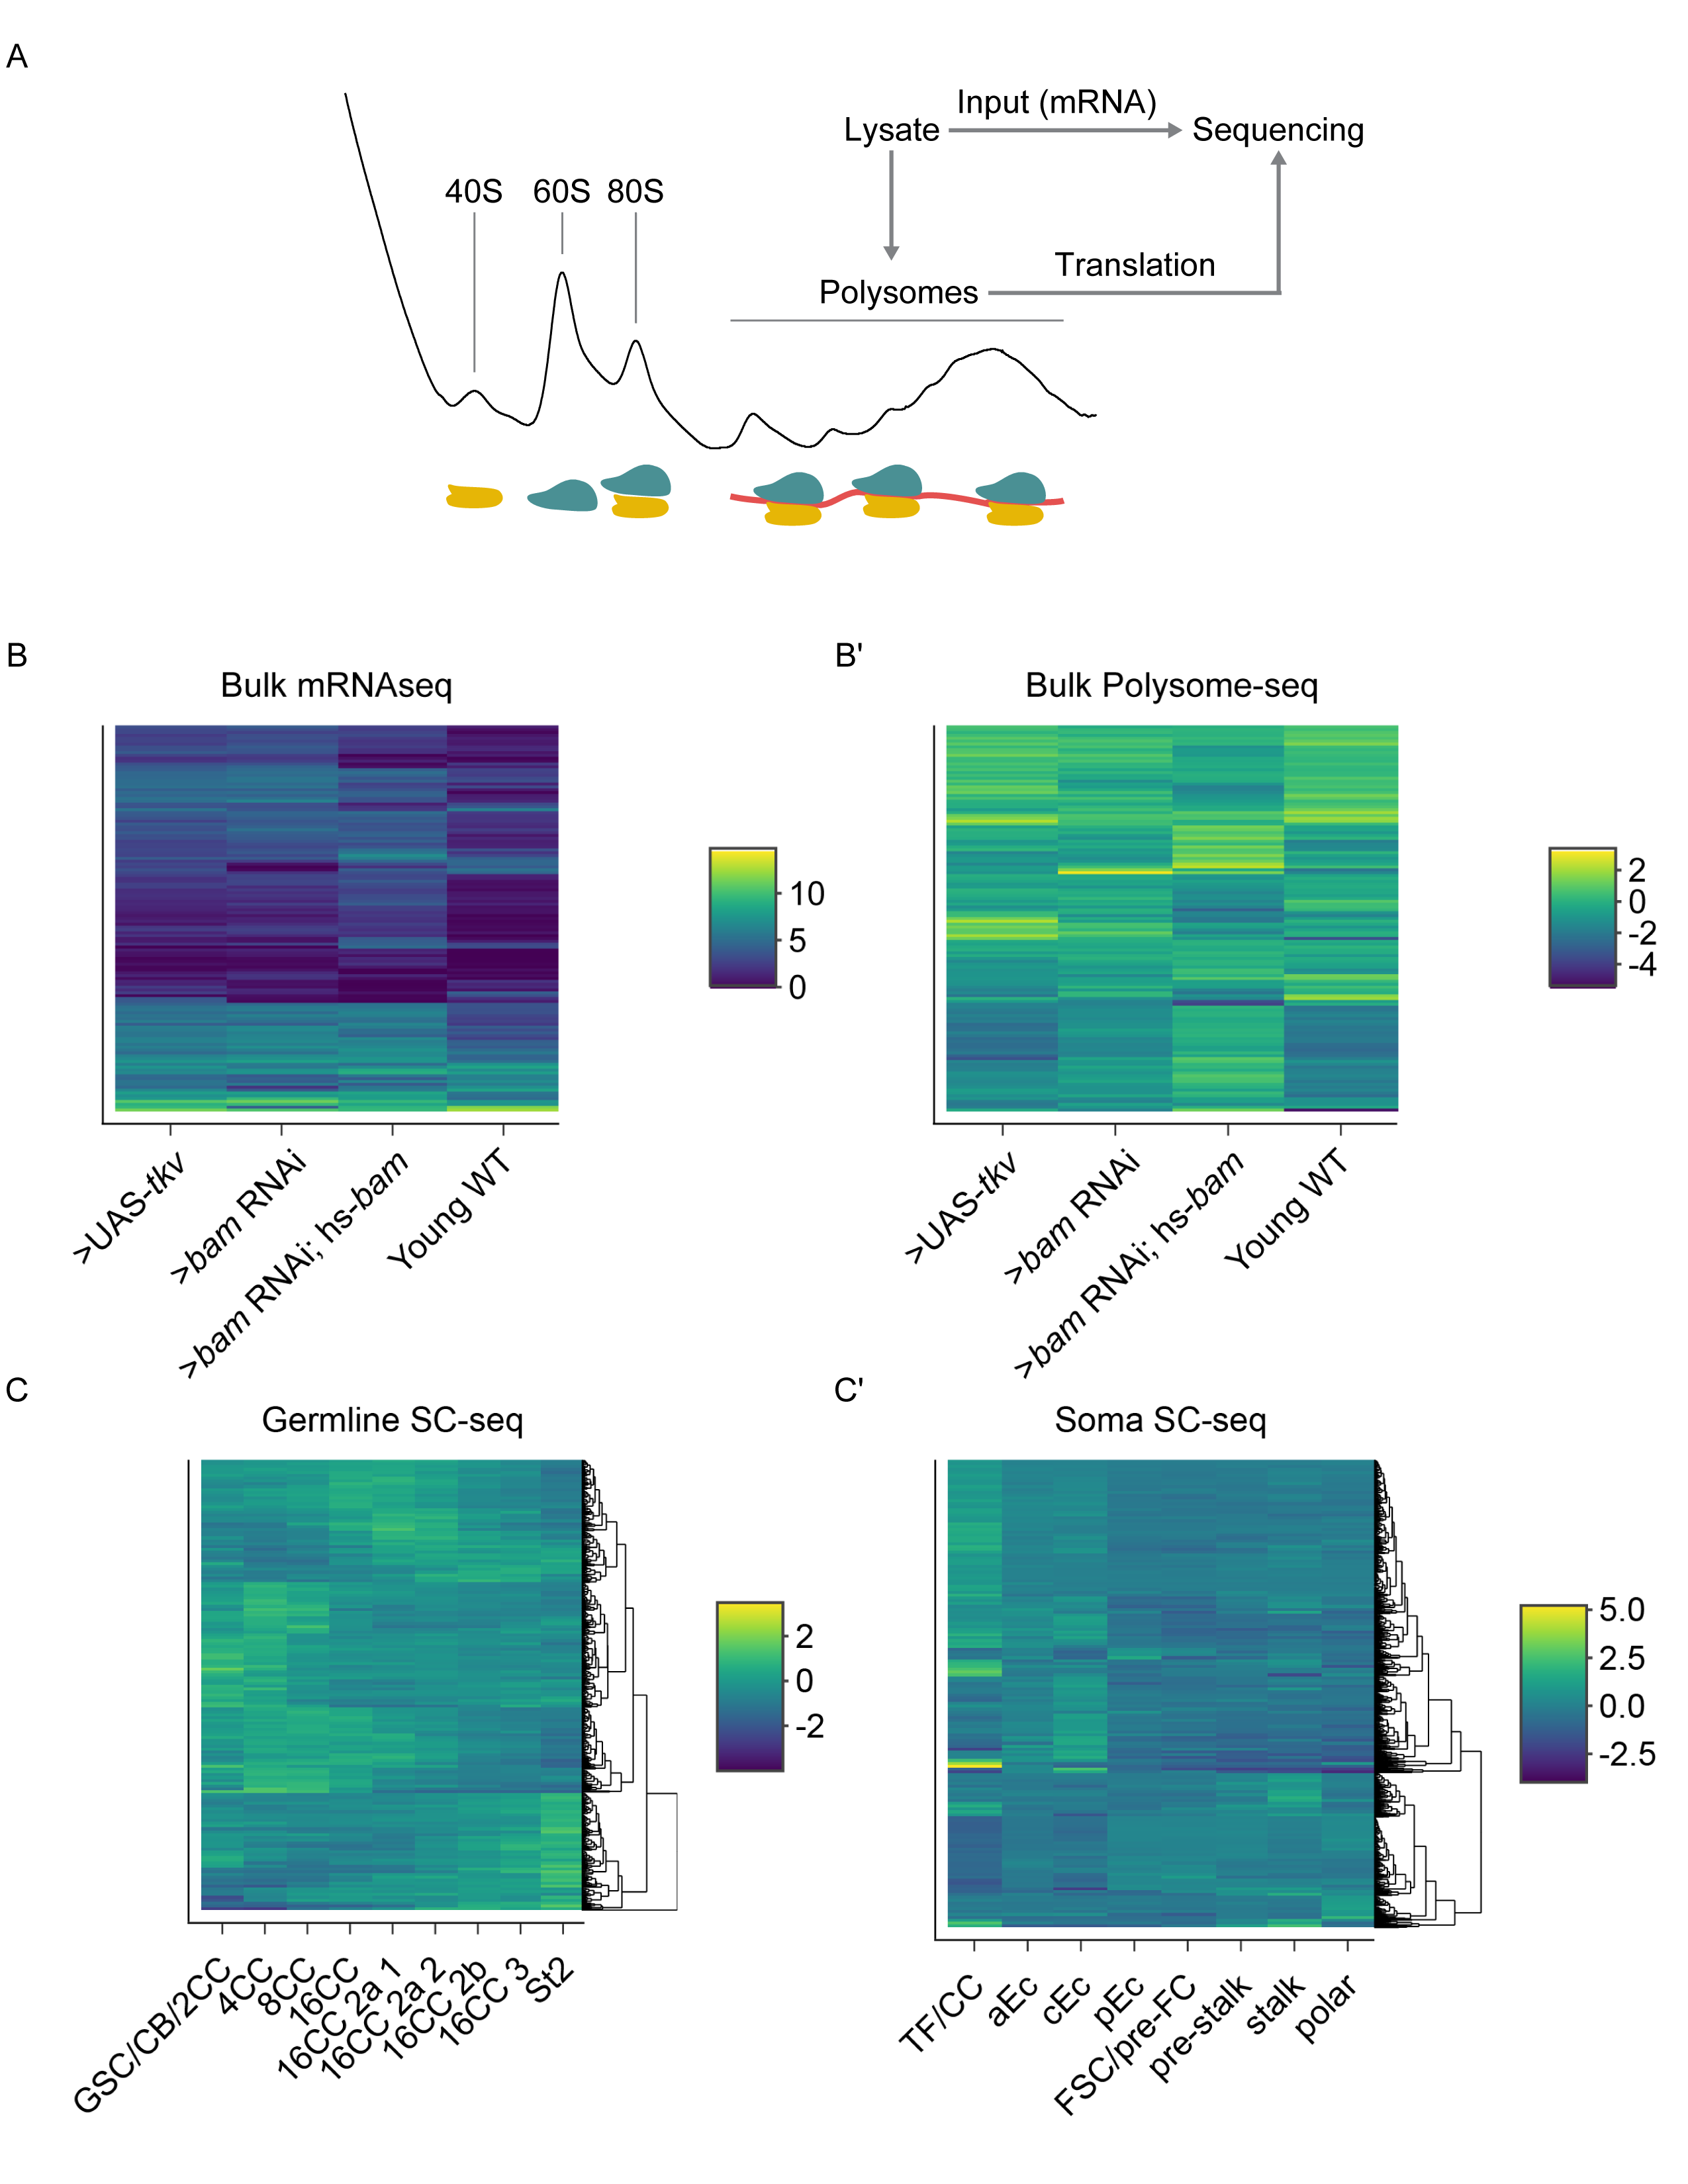 A
Input (mRNA)
Lysate
Sequencing
40S 60S 80S
Translation
Polysomes
B
Bulk mRNAseq
10
5
0
>UAS-tkv
>bam RNAi
>bam RNAi; hs-bam
Young WT
B'
Bulk Polysome-seq
2
0
-2
-4
>UAS-tkv
>bam RNAi
>bam RNAi; hs-bam
Young WT
C
Germline SC-seq
2
0
-2
GSC/CB/2CC
4CC
8CC
16CC
16CC 2a 1
16CC 2a 2
16CC 2b
16CC 3
St2
C'
Soma SC-seq
5.0
2.5
0.0
-2.5
TF/CC
aEc
cEc
pEc
FSC/pre-FC
pre-stalk
stalk
polar